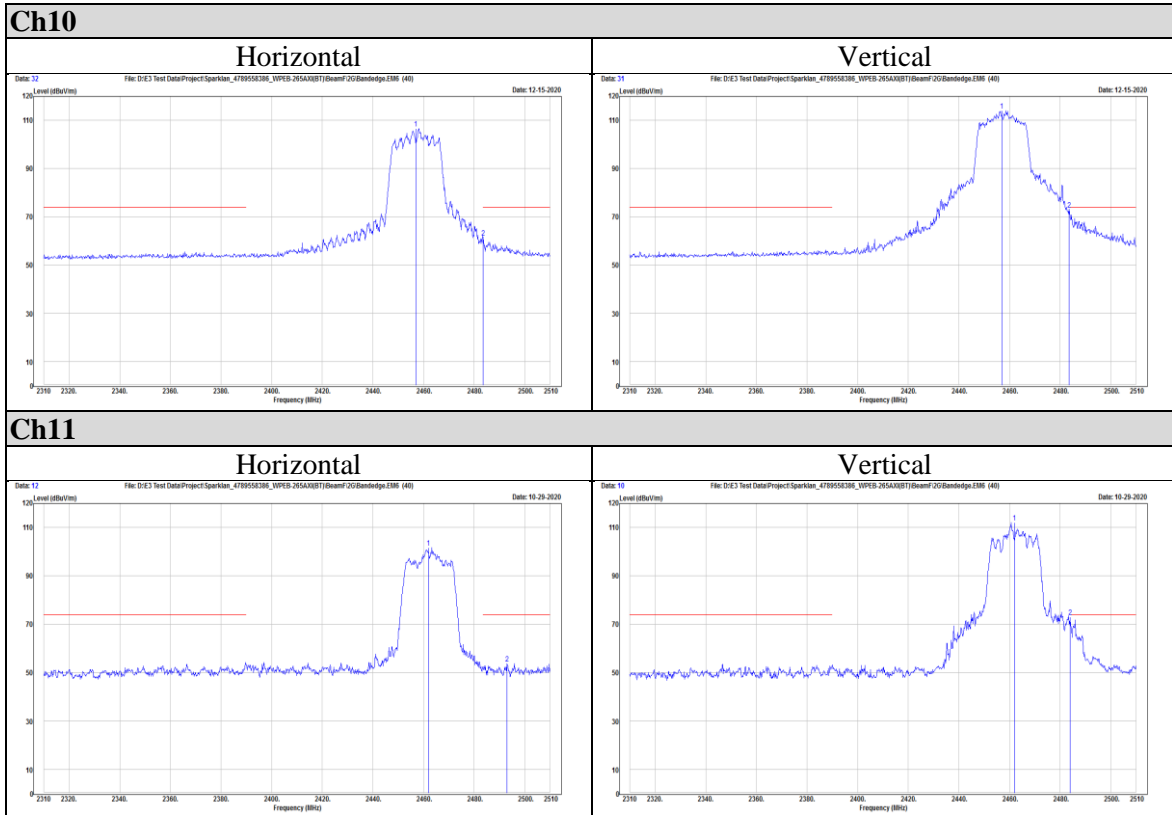 Ch10
Horizontal
Vertical
Data: 32 File: D:\E3 Test Data\Project\Sparklan_4789558386_WPEB-265AXI(BT)\BeamF\2G\Bandedge.EM6 (40)
120 Level (dBuV/m) Date: 12-15-2020
110
90
70
50
30
10
0
1
2
2310 2320. 2340. 2360. 2380. 2400. 2420. 2440. 2460. 2480. 2500. 2510
Frequency (MHz)
Data: 31 File: D:\E3 Test Data\Project\Sparklan_4789558386_WPEB-265AXI(BT)\BeamF\2G\Bandedge.EM6 (40)
120 Level (dBuV/m) Date: 12-15-2020
110
90
70
50
30
10
0
1
2
2310 2320. 2340. 2360. 2380. 2400. 2420. 2440. 2460. 2480. 2500. 2510
Frequency (MHz)
Ch11
Horizontal
Vertical
Data: 12 File: D:\E3 Test Data\Project\Sparklan_4789558386_WPEB-265AXI(BT)\BeamF\2G\Bandedge.EM6 (40)
120 Level (dBuV/m) Date: 10-29-2020
110
90
70
50
30
10
0
1
2
2310 2320. 2340. 2360. 2380. 2400. 2420. 2440. 2460. 2480. 2500. 2510
Frequency (MHz)
Data: 10 File: D:\E3 Test Data\Project\Sparklan_4789558386_WPEB-265AXI(BT)\BeamF\2G\Bandedge.EM6 (40)
120 Level (dBuV/m) Date: 10-29-2020
110
90
70
50
30
10
0
1
2
2310 2320. 2340. 2360. 2380. 2400. 2420. 2440. 2460. 2480. 2500. 2510
Frequency (MHz)